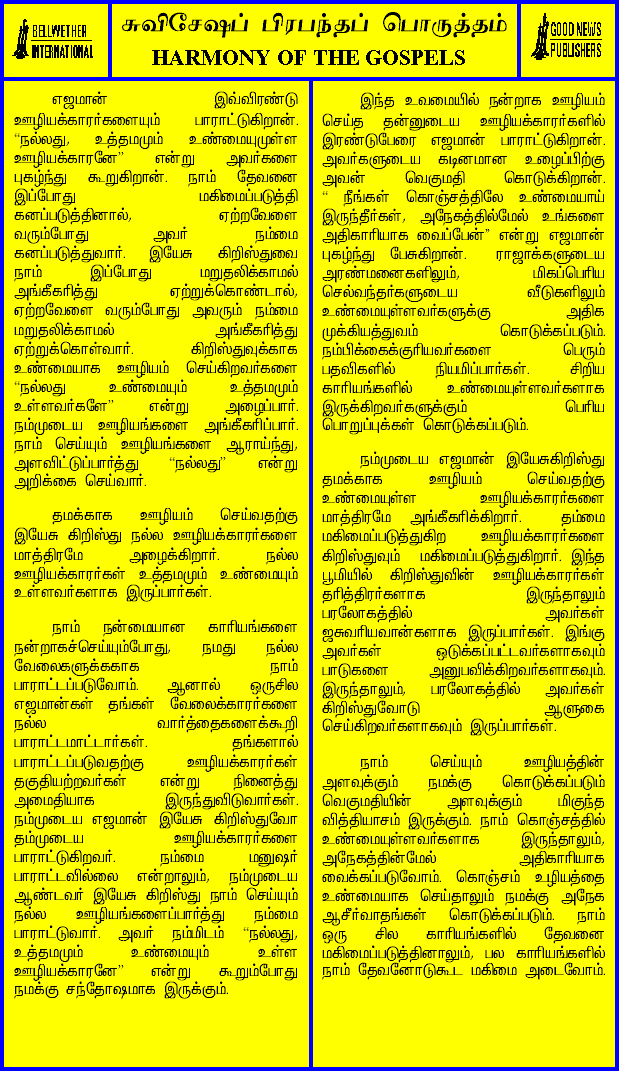 BELLWETHER
INTERNATIONAL
சுவிசேஷப் பிரபந்தப் பொருத்தம்
HARMONY OF THE GOSPELS
GOOD NEWS
PUBLISHERS
எஜமான் இவ்விரண்டு
ஊழியக்காரர்களையும் பாராட்டுகிறான்.
“நல்லது, உத்தமமும் உண்மையுமுள்ள
ஊழியக்காரனே” என்று அவர்களை
புகழ்ந்து கூறுகிறான். நாம் தேவனை
இப்போது மகிமைப்படுத்தி
கனப்படுத்தினால், ஏற்றவேளை
வரும்போது அவர் நம்மை
கனப்படுத்துவார். இயேசு கிறிஸ்துவை
நாம் இப்போது மறுதலிக்காமல்
அங்கீகரித்து ஏற்றுக்கொண்டால்,
ஏற்றவேளை வரும்போது அவரும் நம்மை
மறுதலிக்காமல் அங்கீகரித்து
ஏற்றுக்கொள்வார். கிறிஸ்துவுக்காக
உண்மையாக ஊழியம் செய்கிறவர்களை
“நல்லது உண்மையும் உத்தமமும்
உள்ளவர்களே” என்று அழைப்பார்.
நம்முடைய ஊழியங்களை அங்கீகரிப்பார்.
நாம் செய்யும் ஊழியங்களை ஆராய்ந்து,
அளவிட்டுப்பார்த்து “நல்லது” என்று
அறிக்கை செய்வார்.
தமக்காக ஊழியம் செய்வதற்கு
இயேசு கிறிஸ்து நல்ல ஊழியக்காரர்களை
மாத்திரமே அழைக்கிறார். நல்ல
ஊழியக்காரர்கள் உத்தமமும் உண்மையும்
உள்ளவர்களாக இருப்பார்கள்.
நாம் நன்மையான காரியங்களை
நன்றாகச்செய்யும்போது, நமது நல்ல
வேலைகளுக்ககாக நாம்
பாராட்டப்படுவோம். ஆனால் ஒருசில
எஜமான்கள் தங்கள் வேலைக்காரர்களை
நல்ல வார்த்தைகளைக்கூறி
பாராட்டமாட்டார்கள். தங்களால்
பாராட்டப்படுவதற்கு ஊழியக்காரர்கள்
தகுதியற்றவர்கள் என்று நினைத்து
அமைதியாக இருந்துவிடுவார்கள்.
நம்முடைய எஜமான் இயேசு கிறிஸ்துவோ
தம்முடைய ஊழியக்காரர்களை
பாராட்டுகிறவர். நம்மை மனுஷர்
பாராட்டவில்லை என்றாலும், நம்முடைய
ஆண்டவர் இயேசு கிறிஸ்து நாம் செய்யும்
நல்ல ஊழியங்களைப்பார்த்து நம்மை
பாராட்டுவார். அவர் நம்மிடம் “நல்லது,
உத்தமமும் உண்மையும் உள்ள
ஊழியக்காரனே” என்று கூறும்போது
நமக்கு சந்தோஷமாக இருக்கும்.
இந்த உவமையில் நன்றாக ஊழியம்
செய்த தன்னுடைய ஊழியக்காரர்களில்
இரண்டுபேரை எஜமான் பாராட்டுகிறான்.
அவர்களுடைய கடினமான உழைப்பிற்கு
அவன் வெகுமதி கொடுக்கிறான்.
“ நீங்கள் கொஞ்சத்திலே உண்மையாய்
இருந்தீர்கள், அநேகத்தில்மேல் உங்களை
அதிகாரியாக வைப்பேன்” என்று எஜமான்
புகழ்ந்து பேசுகிறான். ராஜாக்களுடைய
அரண்மனைகளிலும், மிகப்பெரிய
செல்வந்தர்களுடைய வீடுகளிலும்
உண்மையுள்ளவர்களுக்கு அதிக
முக்கியத்துவம் கொடுக்கப்படும்.
நம்பிக்கைக்குரியவர்களை பெரும்
பதவிகளில் நியமிப்பார்கள். சிறிய
காரியங்களில் உண்மையுள்ளவர்களாக
இருக்கிறவர்களுக்கும் பெரிய
பொறுப்புக்கள் கொடுக்கப்படும்.
நம்முடைய எஜமான் இயேசுகிறிஸ்து
தமக்காக ஊழியம் செய்வதற்கு
உண்மையுள்ள ஊழியக்காரர்களை
மாத்திரமே அங்கீகரிக்கிறார். தம்மை
மகிமைப்படுத்துகிற ஊழியக்காரர்களை
கிறிஸ்துவும் மகிமைப்படுத்துகிறார். இந்த
பூமியில் கிறிஸ்துவின் ஊழியக்காரர்கள்
தரித்திரர்களாக இருந்தாலும்
பரலோகத்தில் அவர்கள்
ஐசுவரியவான்களாக இருப்பார்கள். இங்கு
அவர்கள் ஒடுக்கப்பட்டவர்களாகவும்
பாடுகளை அனுபவிக்கிறவர்களாகவும்.
இருந்தாலும், பரலோகத்தில் அவர்கள்
கிறிஸ்துவோடு ஆளுகை
செய்கிறவர்களாகவும் இருப்பார்கள்.
நாம் செய்யும் ஊழியத்தின்
அளவுக்கும் நமக்கு கொடுக்கப்படும்
வெகுமதியின் அளவுக்கும் மிகுந்த
வித்தியாசம் இருக்கும். நாம் கொஞ்சத்தில்
உண்மையுள்ளவர்களாக இருந்தாலும்,
அநேகத்தின்மேல் அதிகாரியாக
வைக்கப்படுவோம். கொஞ்சம் உழியத்தை
உண்மையாக செய்தாலும் நமக்கு அநேக
ஆசீர்வாதங்கள் கொடுக்கப்படும். நாம்
ஒரு சில காரியங்களில் தேவனை
மகிமைப்படுத்தினாலும், பல காரியங்களில்
நாம் தேவனோடுகூட மகிமை அடைவோம்.